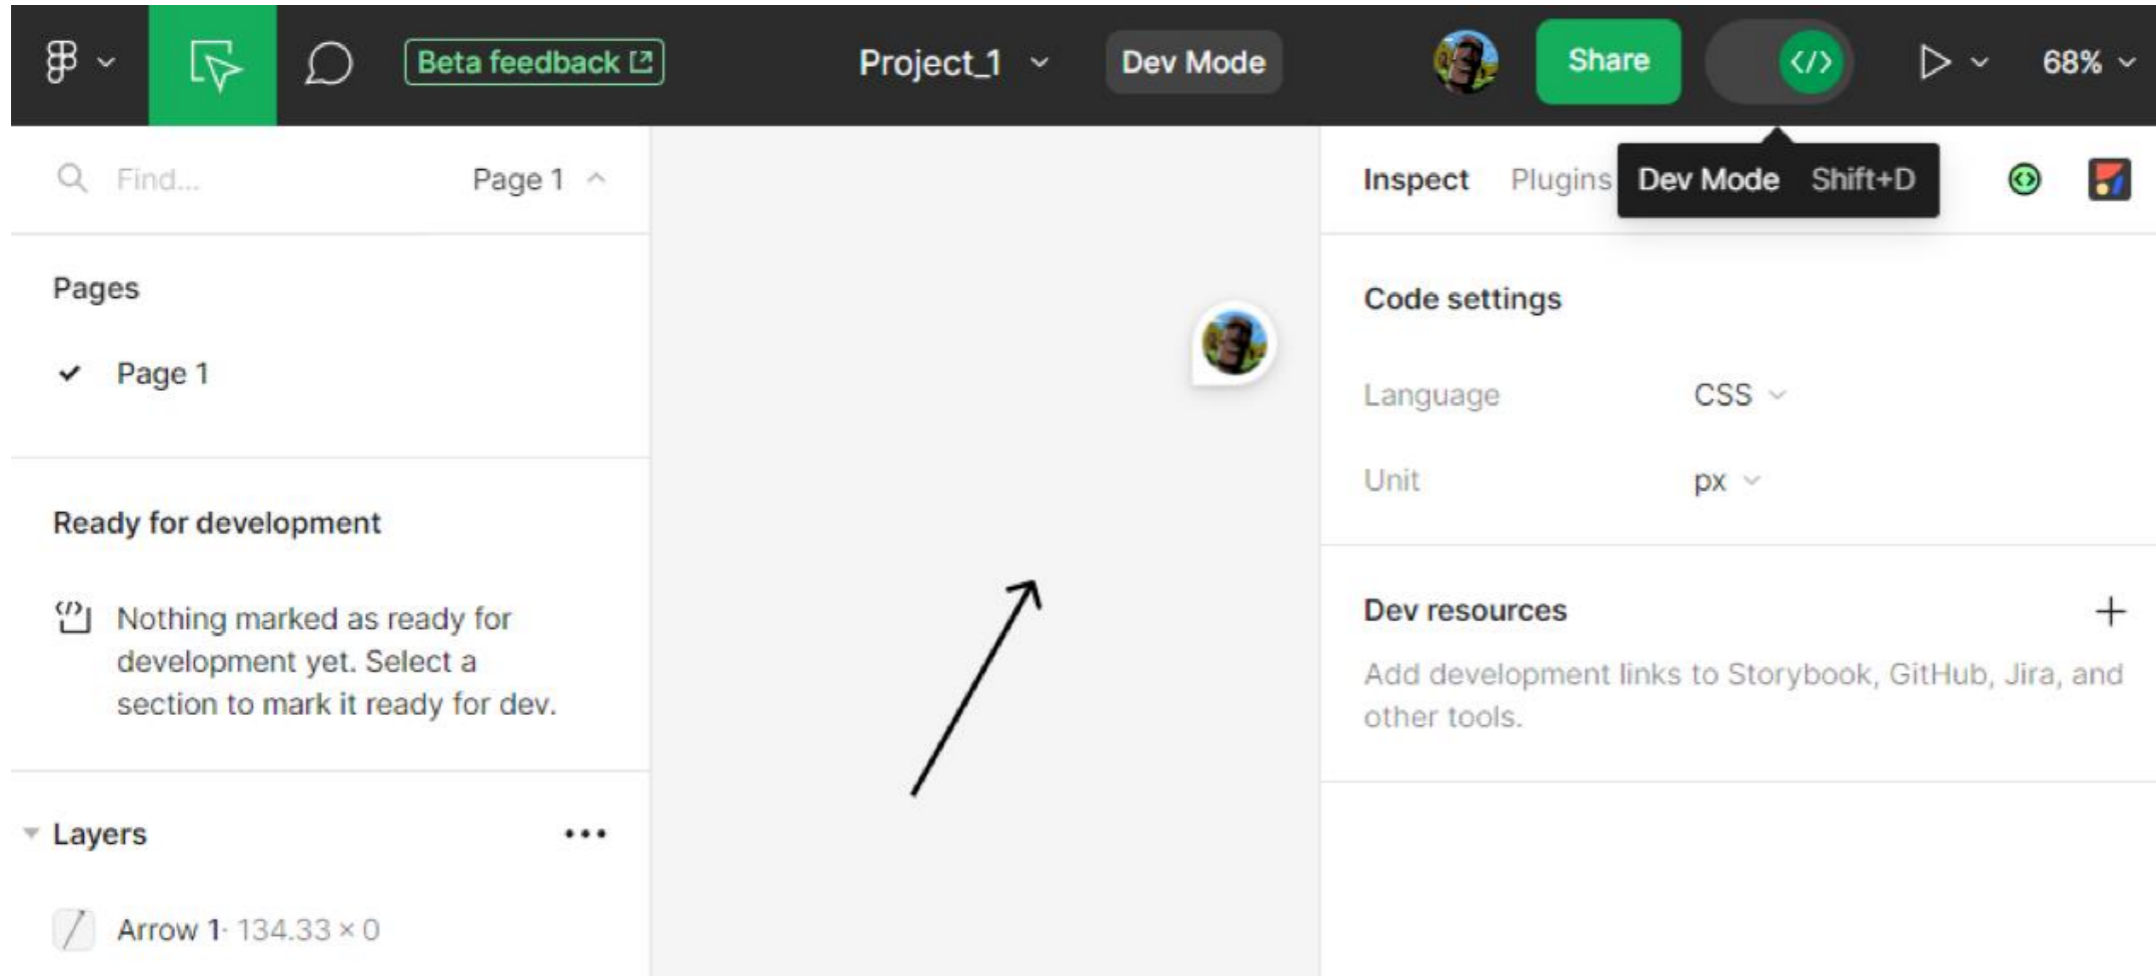 Beta feedback
Project_1
Dev Mode
Share
68%
Find...
Page 1
Inspect
Plugins
Dev Mode Shift+D
Pages
Page 1
Ready for development
Nothing marked as ready for
development yet. Select a
section to mark it ready for dev.
Layers
Arrow 1· 134.33 × 0
Code settings
Language CSS
Unit px
Dev resources
Add development links to Storybook, GitHub, Jira, and
other tools.